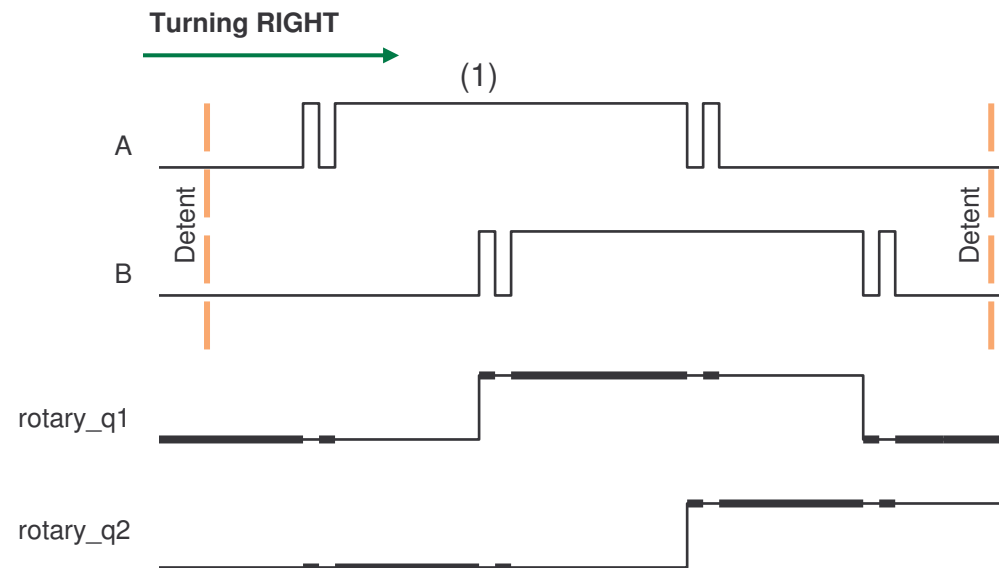 Turning RIGHT
(1)
A
Detent
Detent
B
rotary_q1
rotary_q2